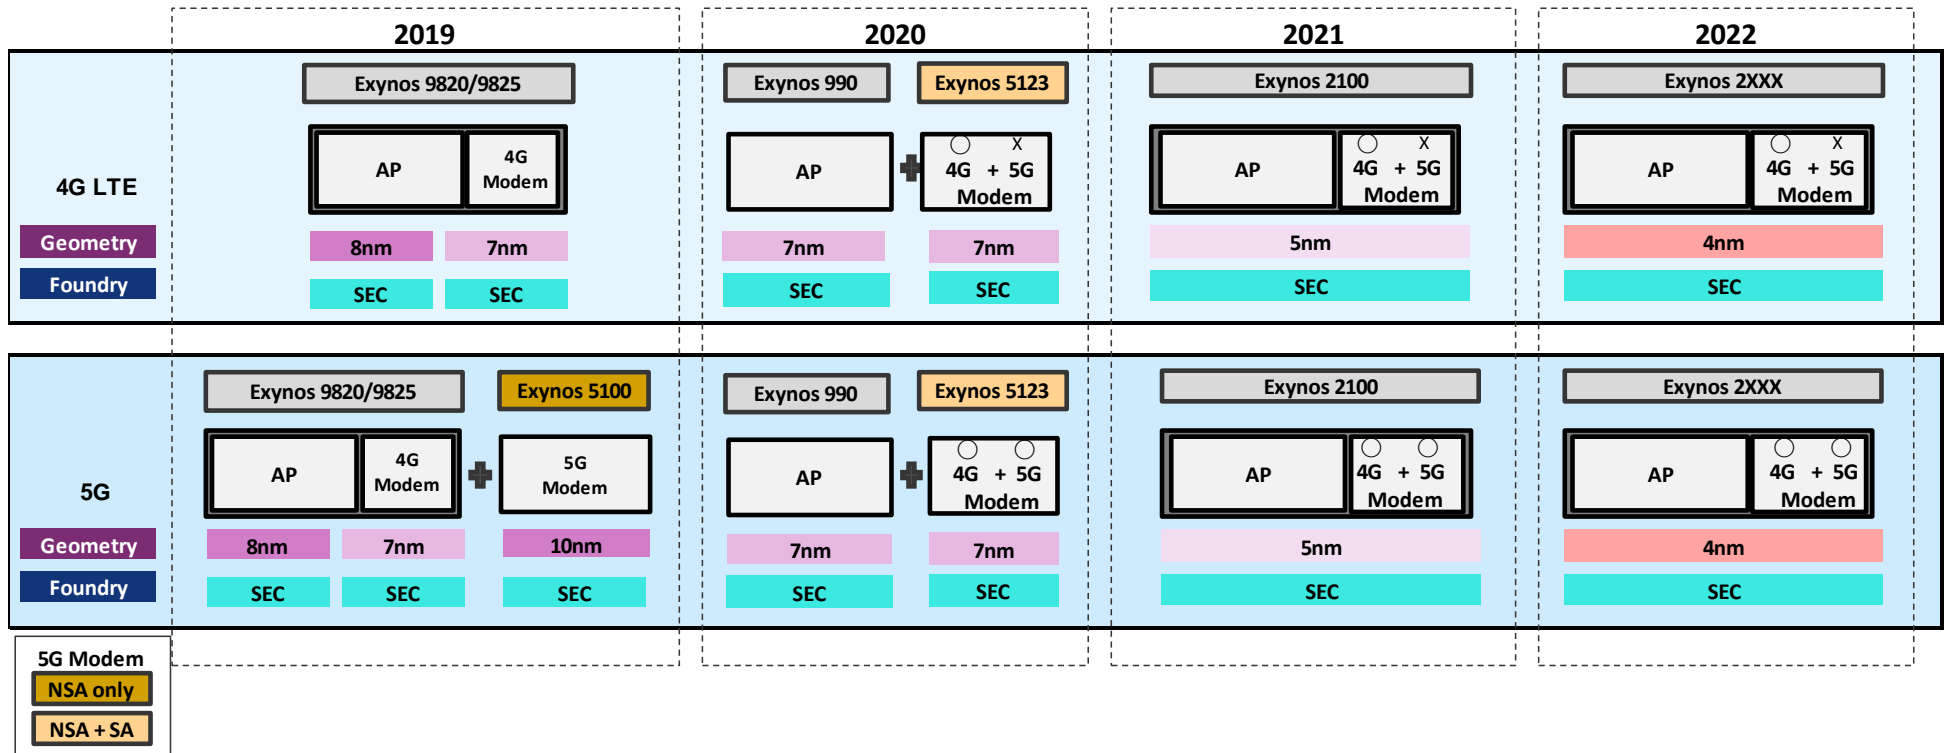 2019 2020 2021 2022
Exynos 9820/9825 Exynos 990 Exynos 5123 Exynos 2100 Exynos 2XXX
4G LTE
AP 4G Modem
AP 4G + 5G Modem
X
AP 4G + 5G Modem
X
AP 4G + 5G Modem
X
Geometry 8nm 7nm 7nm 7nm 5nm 4nm
Foundry SEC SEC SEC SEC SEC SEC
Exynos 9820/9825 Exynos 5100 Exynos 990 Exynos 5123 Exynos 2100 Exynos 2XXX
5G
AP 4G Modem 5G Modem
AP 4G + 5G Modem
AP 4G + 5G Modem
AP 4G + 5G Modem
Geometry 8nm 7nm 10nm 7nm 7nm 5nm 4nm
Foundry SEC SEC SEC SEC SEC SEC SEC
5G Modem
NSA only
NSA + SA